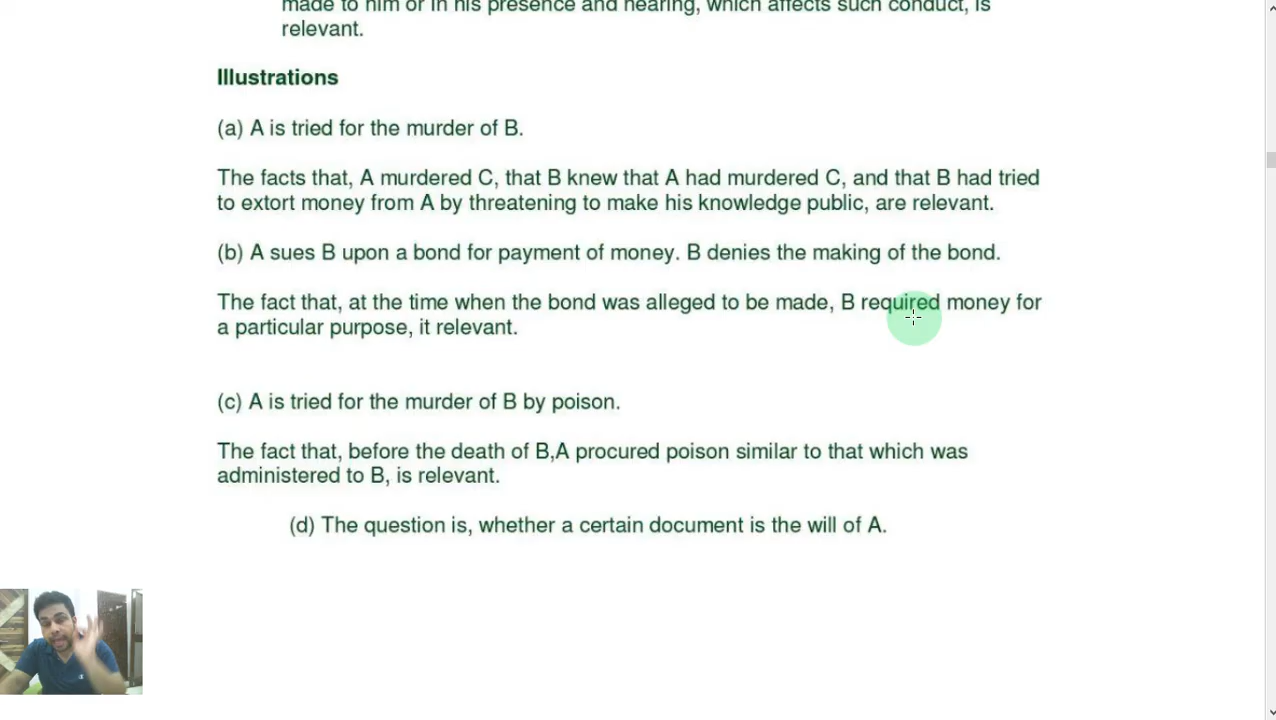 made to him or in his presence and hearing, which affects such conduct, is
relevant.
Illustrations
(a) A is tried for the murder of B.
The facts that, A murdered C, that B knew that A had murdered C, and that B had tried
to extort money from A by threatening to make his knowledge public, are relevant.
(b) A sues B upon a bond for payment of money. B denies the making of the bond.
The fact that, at the time when the bond was alleged to be made, B required money for
a particular purpose, it relevant.
(c) A is tried for the murder of B by poison.
The fact that, before the death of B,A procured poison similar to that which was
administered to B, is relevant.
(d) The question is, whether a certain document is the will of A.